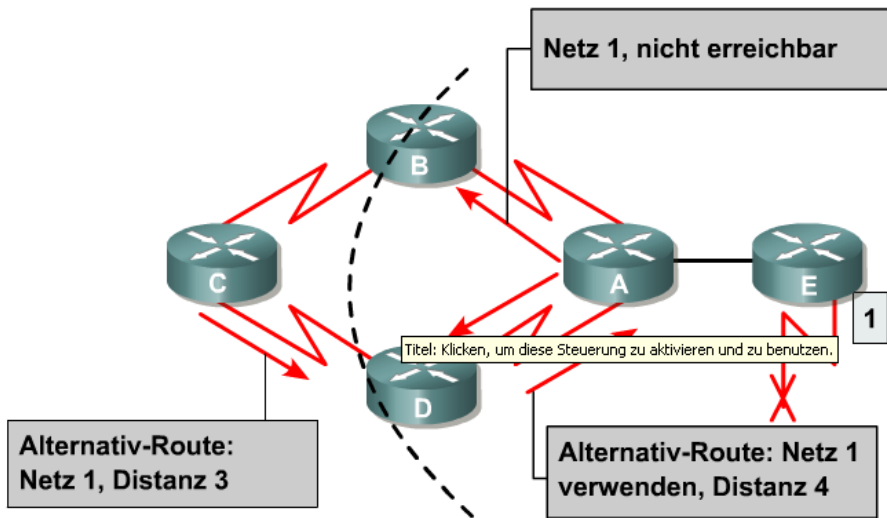 Netz 1, nicht erreichbar
B
C
A
E
1
Titel: Klicken, um diese Steuerung zu aktivieren und zu benutzen.
D
Alternativ-Route:
Netz 1, Distanz 3
Alternativ-Route: Netz 1
verwenden, Distanz 4